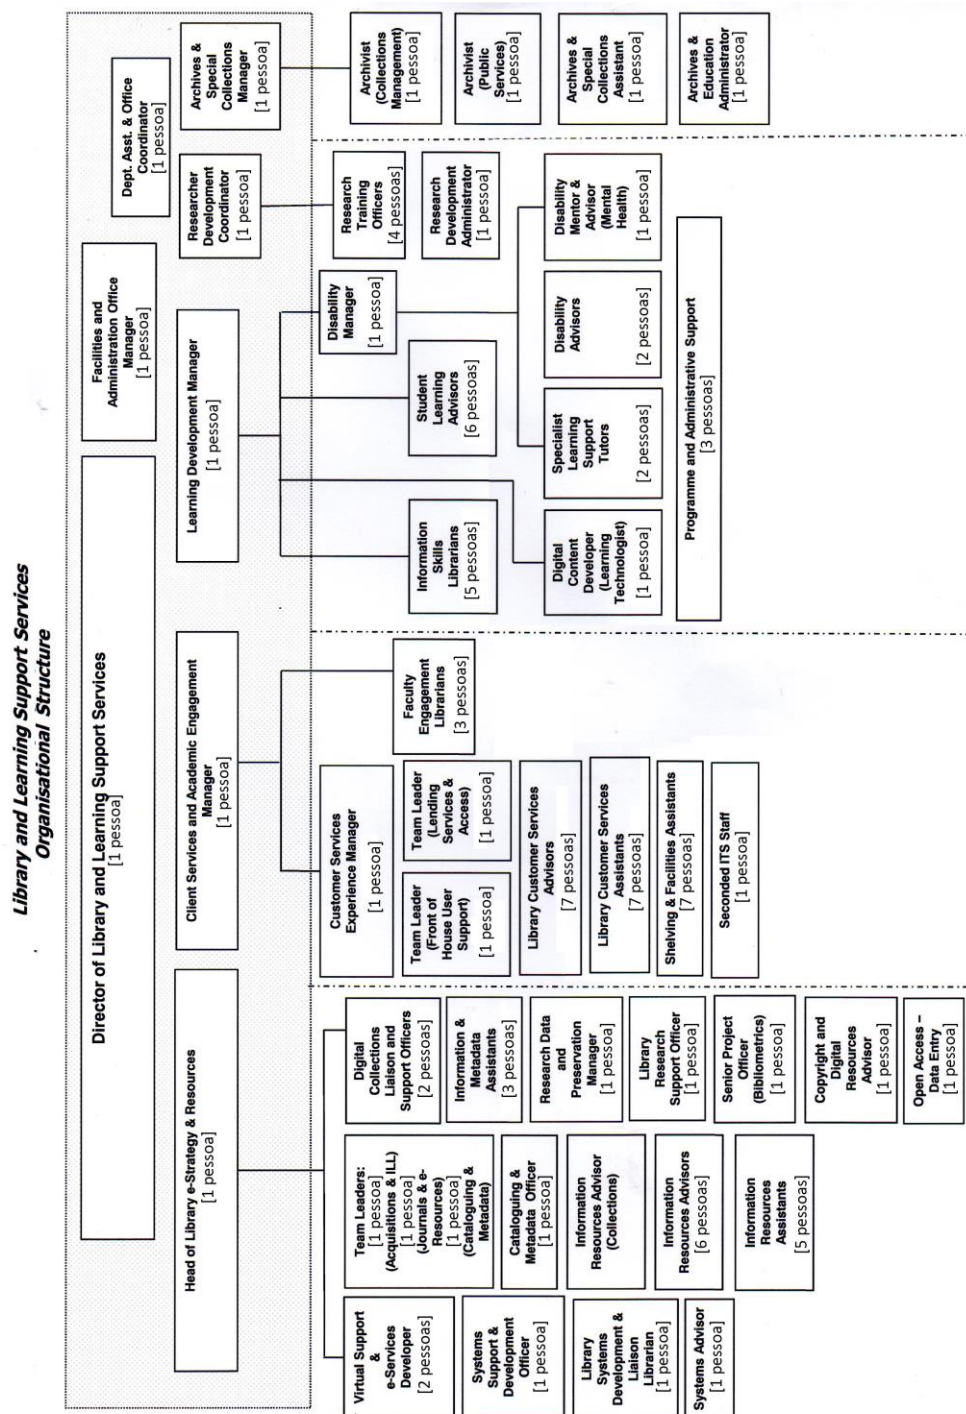 Library and Learning Support Services
Organisational Structure
Director of Library and Learning Support Services
[1 pessoa]
Facilities and
Administration Office
Manager
[1 pessoa]
Dept. Asst. & Office
Coordinator
[1 pessoa]
Head of Library e-Strategy & Resources
[1 pessoa]
Client Services and Academic Engagement
Manager
[1 pessoa]
Learning Development Manager
[1 pessoa]
Researcher
Development
Coordinator
[1 pessoa]
Archives &
Special
Collections
Manager
[1 pessoa]
Virtual Support
&
e-Services
Developer
[2 pessoas]
Systems
Support &
Development
Officer
[1 pessoa]
Library
Systems
Development &
Liaison
Librarian
[1 pessoa]
Systems Advisor
[1 pessoa]
Team Leaders:
[1 pessoa]
(Acquisitions & ILL)
[1 pessoa]
(Journals & e-
Resources)
[1 pessoa]
(Cataloguing &
Metadata)
Cataloguing &
Metadata Officer
[1 pessoa]
Information
Resources Advisor
(Collections)
Information
Resources Advisors
[6 pessoas]
Information
Resources
Assistants
[5 pessoas]
Digital
Collections
Liaison and
Support Officers
[2 pessoas]
Information &
Metadata
Assistants
[3 pessoas]
Research Data
and
Preservation
Manager
[1 pessoa]
Library
Research
Support Officer
[1 pessoa]
Senior Project
Officer
(Bibiliometrics)
[1 pessoa]
Copyright and
Digital
Resources
Advisor
[1 pessoa]
Open Access –
Data Entry
[1 pessoa]
Customer Services
Experience Manager
[1 pessoa]
Team Leader
(Front of
House User
Support)
[1 pessoa]
Team Leader
(Lending
Services &
Access)
[1 pessoa]
Library Customer Services
Advisors
[7 pessoas]
Library Customer Services
Assistants
[7 pessoas]
Shelving & Facilities Assistants
[7 pessoas]
Seconded ITS Staff
[1 pessoa]
Faculty
Engagement
Librarians
[3 pessoas]
Information
Skills
Librarians
[5 pessoas]
Student
Learning
Advisors
[6 pessoas]
Disability
Manager
[1 pessoa]
Digital
Content
Developer
(Learning
Technologist)
[1 pessoa]
Specialist
Learning
Support
Tutors
[2 pessoas]
Disability
Advisors
[2 pessoas]
Disability
Mentor &
Advisor
(Mental
Health)
[1 pessoa]
Programme and Administrative Support
[3 pessoas]
Research
Training
Officers
[4 pessoas]
Research
Development
Administrator
[1 pessoa]
Archivist
(Collections
Management)
[1 pessoa]
Archivist
(Public
Services)
[1 pessoa]
Archives &
Special
Collections
Assistant
[1 pessoa]
Archives &
Education
Administrator
[1 pessoa]